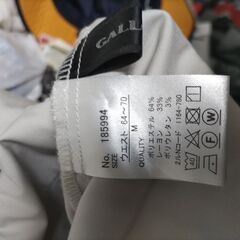 GALL
No. 185994
ウエスト 64～70
QUALITY M
ポリエステル 64%
レーヨン 33%
ポリウレタン 3%